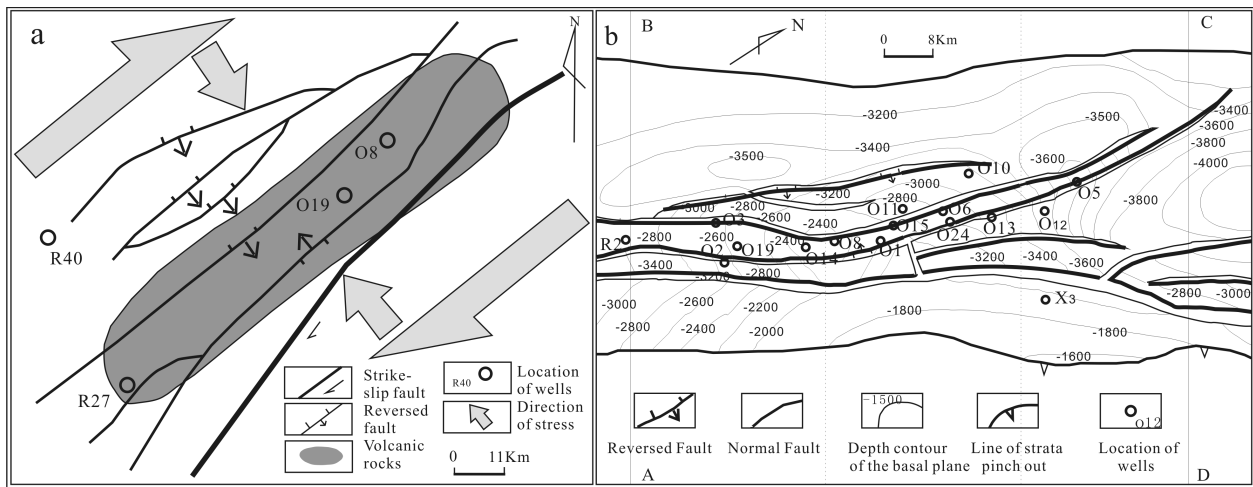 a
N
O8
O19
R40
R27
Strike-
slip fault
Reversed
fault
Volcanic
rocks
R40
Location
of wells
Direction
of stress
0 11Km
b
B
N
0 8Km
C
-3200
-3500
-3400
-3400
-3600
-3500
-3800
-3600
-4000
O10
-3000
-3200
-2800
O5
-3800
-3000
-2800
O11
O6
O3
-2600
-2400
O15
O24
O13
O12
R2
-2800
-2600
O19
-2400
O8
O1
O2
O14
-3400
-3200
-2800
-3200
-3400
-3600
-3000
-2600
-2200
X3
-2800
-3000
-1800
-2800
-2400
-2000
-1800
-1600
-1500
O12
Reversed Fault
Normal Fault
Depth contour
of the basal plane
Line of strata
pinch out
Location of
wells
A
D